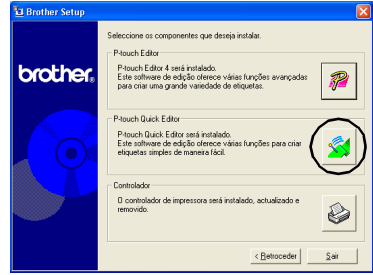 Brother Setup
brother.
Seleccione os componentes que deseja instalar.
P-touch Editor
P-touch Editor 4 será instalado.
Este software de edição oferece várias funções avançadas
para criar uma grande variedade de etiquetas.
P-touch Quick Editor
P-touch Quick Editor será instalado.
Este software de edição oferece várias funções para criar
etiquetas simples de maneira fácil.
Controlador
O controlador de impressora será instalado, actualizado e
removido.
< Retroceder
Sair